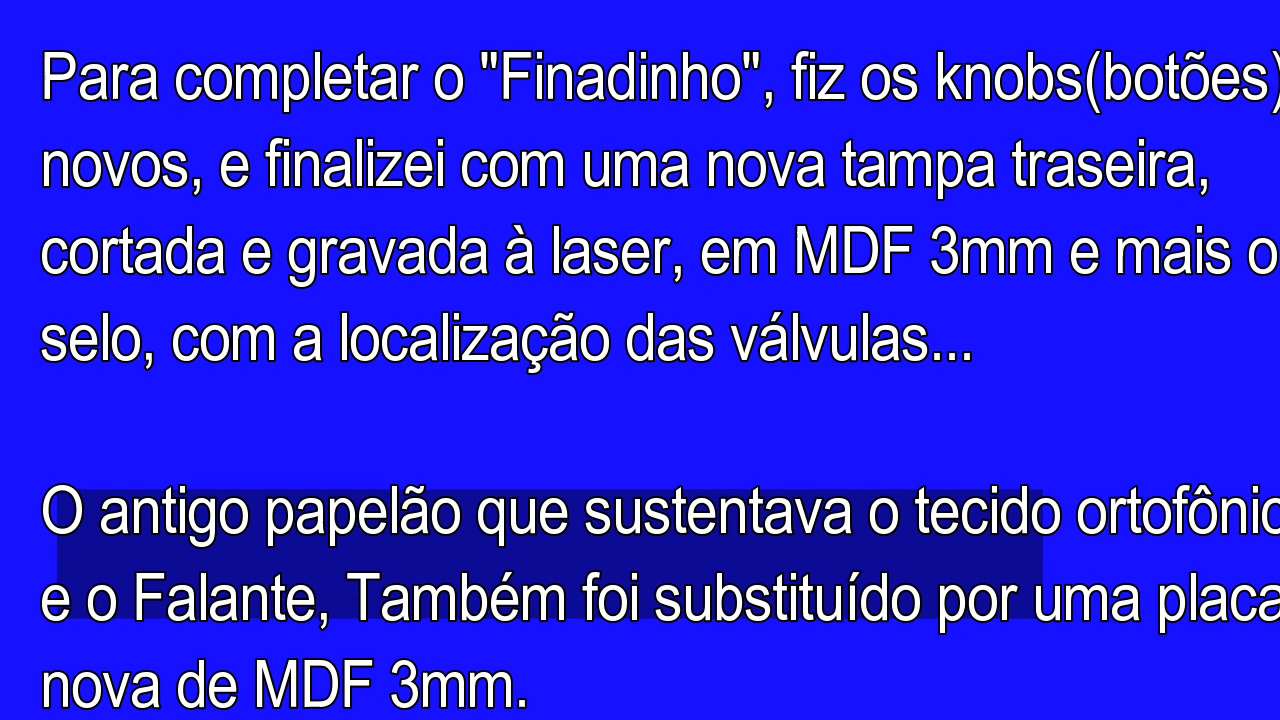 Para completar o "Finadinho", fiz os knobs(botões)
novos, e finalizei com uma nova tampa traseira,
cortada e gravada à laser, em MDF 3mm e mais o
selo, com a localização das válvulas...
O antigo papelão que sustentava o tecido ortofônic
e o Falante, Também foi substituído por uma placa
nova de MDF 3mm.